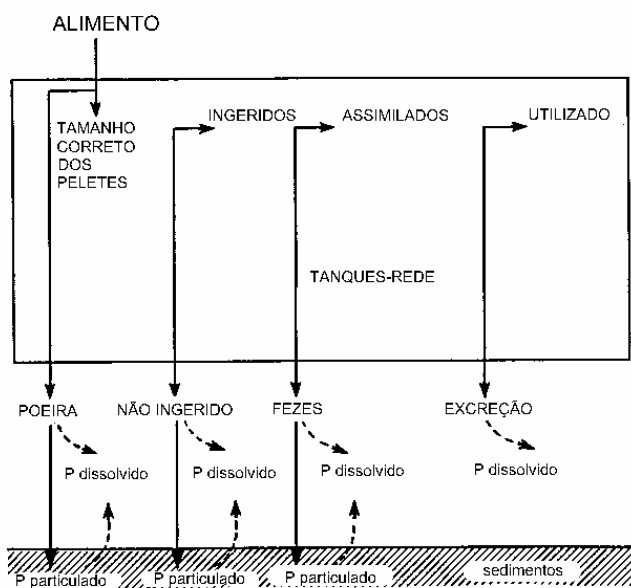 ALIMENTO
TAMANHO
CORRETO
DOS
PELETES
INGERIDOS
ASSIMILADOS
UTILIZADO
TANQUES-REDE
POEIRA
NÃO INGERIDO
FEZES
EXCREÇÃO
P dissolvido
P dissolvido
P dissolvido
P dissolvido
P particulado
P particulado
P particulado
sedimentos